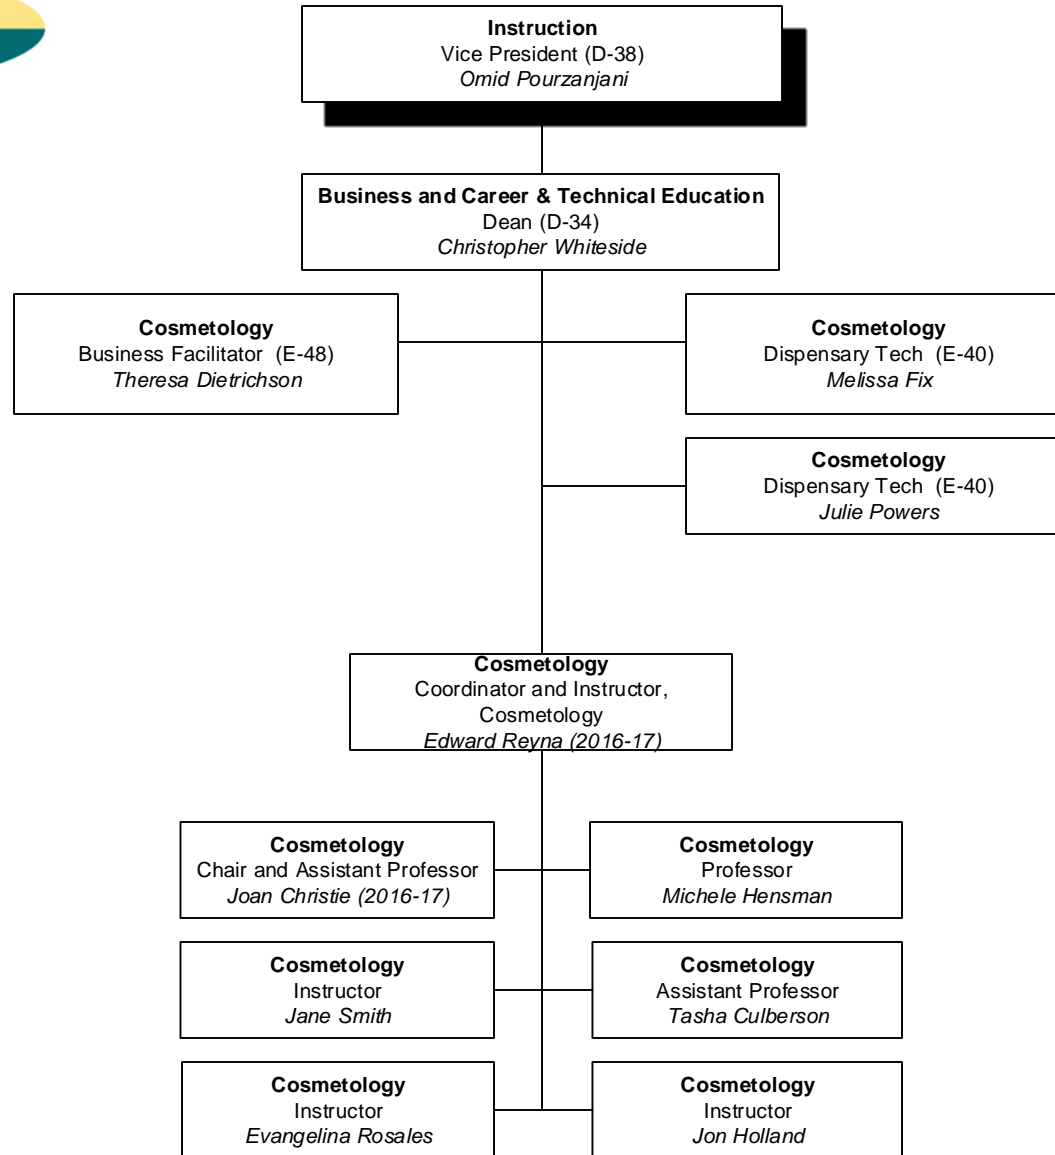 Instruction
Vice President (D-38)
Omid Pourzanjani
Business and Career & Technical Education
Dean (D-34)
Christopher Whiteside
Cosmetology
Business Facilitator (E-48)
Theresa Dietrichson
Cosmetology
Dispensary Tech (E-40)
Melissa Fix
Cosmetology
Dispensary Tech (E-40)
Julie Powers
Cosmetology
Coordinator and Instructor,
Cosmetology
Edward Reyna (2016-17)
Cosmetology
Chair and Assistant Professor
Joan Christie (2016-17)
Cosmetology
Professor
Michele Hensman
Cosmetology
Instructor
Jane Smith
Cosmetology
Assistant Professor
Tasha Culberson
Cosmetology
Instructor
Evangelina Rosales
Cosmetology
Instructor
Jon Holland